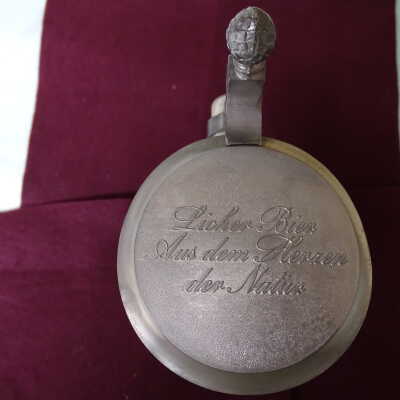 Licher Bier
Aus dem Herzen
der Natur